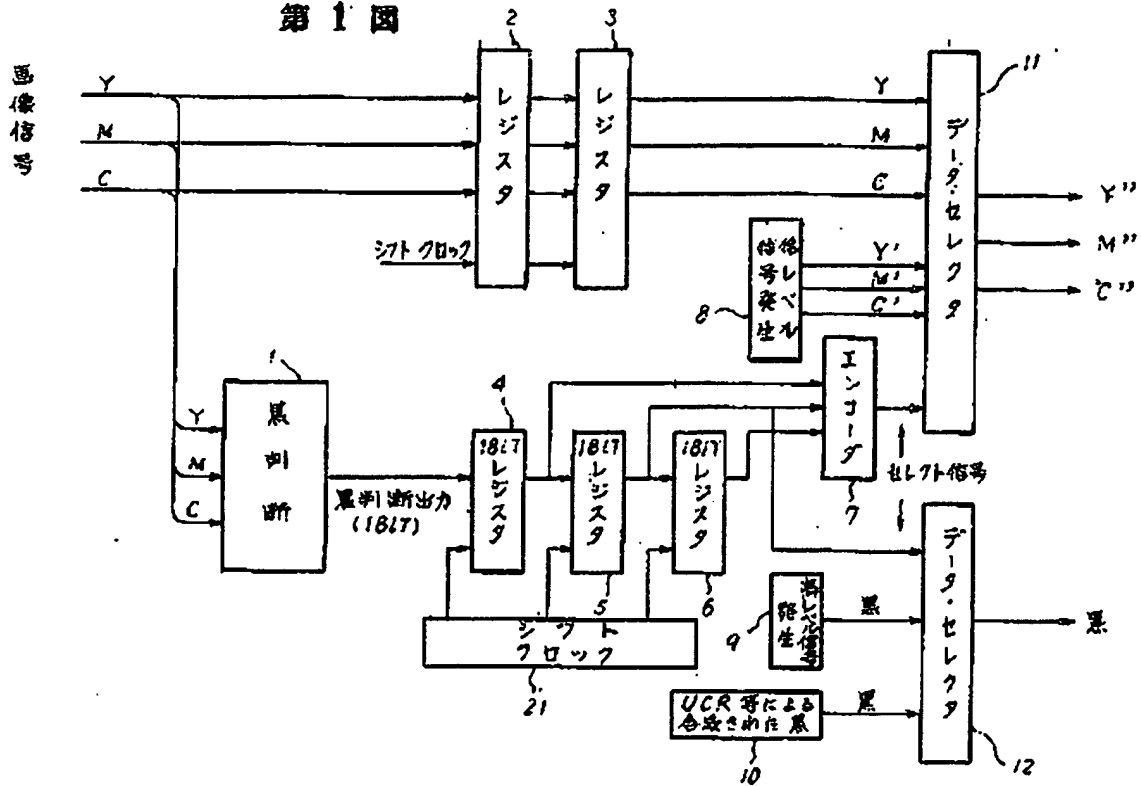 第1図
画像信号
Y
M
C
2
レジスタ
3
レジスタ
シフトクロック
Y
M
C
データ・セレクタ
11
Y"
M"
C"
低レベル
信号発生
8
Y'
M'
C'
1
Y
M
C
黒判断
黒判断出力
(1BIT)
4
1BIT
レジスタ
1BIT
レジスタ
5
1BIT
レジスタ
6
エンコーダ
7
セレクト信号
シフト
クロック
21
9
発生
黒
UCR等による
合成された黒
10
黒
データ・セレクタ
12
黒